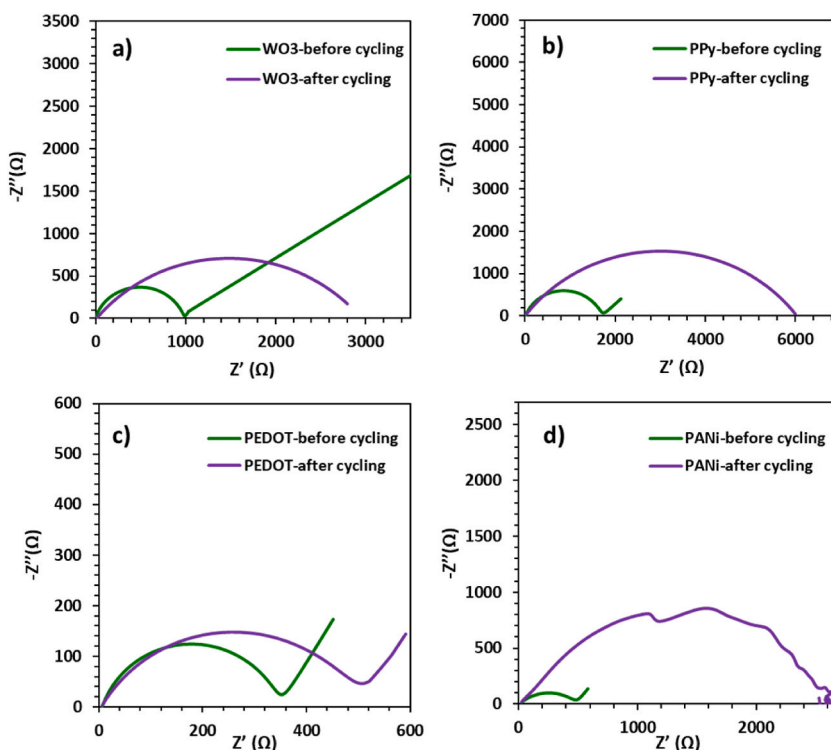 a)
WO3-before cycling
WO3-after cycling
3500
3000
2500
2000
1500
1000
500
0
-Z''(Ω)
0 1000 2000 3000
Z' (Ω)
b)
PPy-before cycling
PPy-after cycling
7000
6000
5000
4000
3000
2000
1000
0
-Z''(Ω)
0 2000 4000 6000
Z' (Ω)
c)
PEDOT-before cycling
PEDOT-after cycling
600
500
400
300
200
100
0
-Z''(Ω)
0 200 400 600
Z' (Ω)
d)
PANi-before cycling
PANi-after cycling
2500
2000
1500
1000
500
0
-Z''(Ω)
0 1000 2000
Z' (Ω)